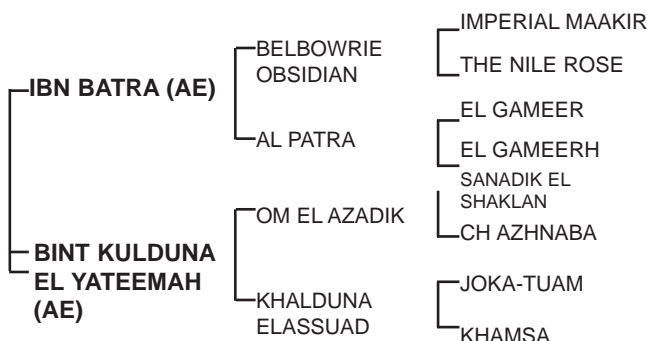 IBN BATRA (AE)
BINT KULDUNA
EL YATEEMAH
(AE)
BELBOWRIE
OBSIDIAN
AL PATRA
OM EL AZADIK
KHALDUNA
ELASSUAD
IMPERIAL MAAKIR
THE NILE ROSE
EL GAMEER
EL GAMEERH
SANADIK EL
SHAKLAN
CH AZHNABA
JOKA-TUAM
KHAMSA